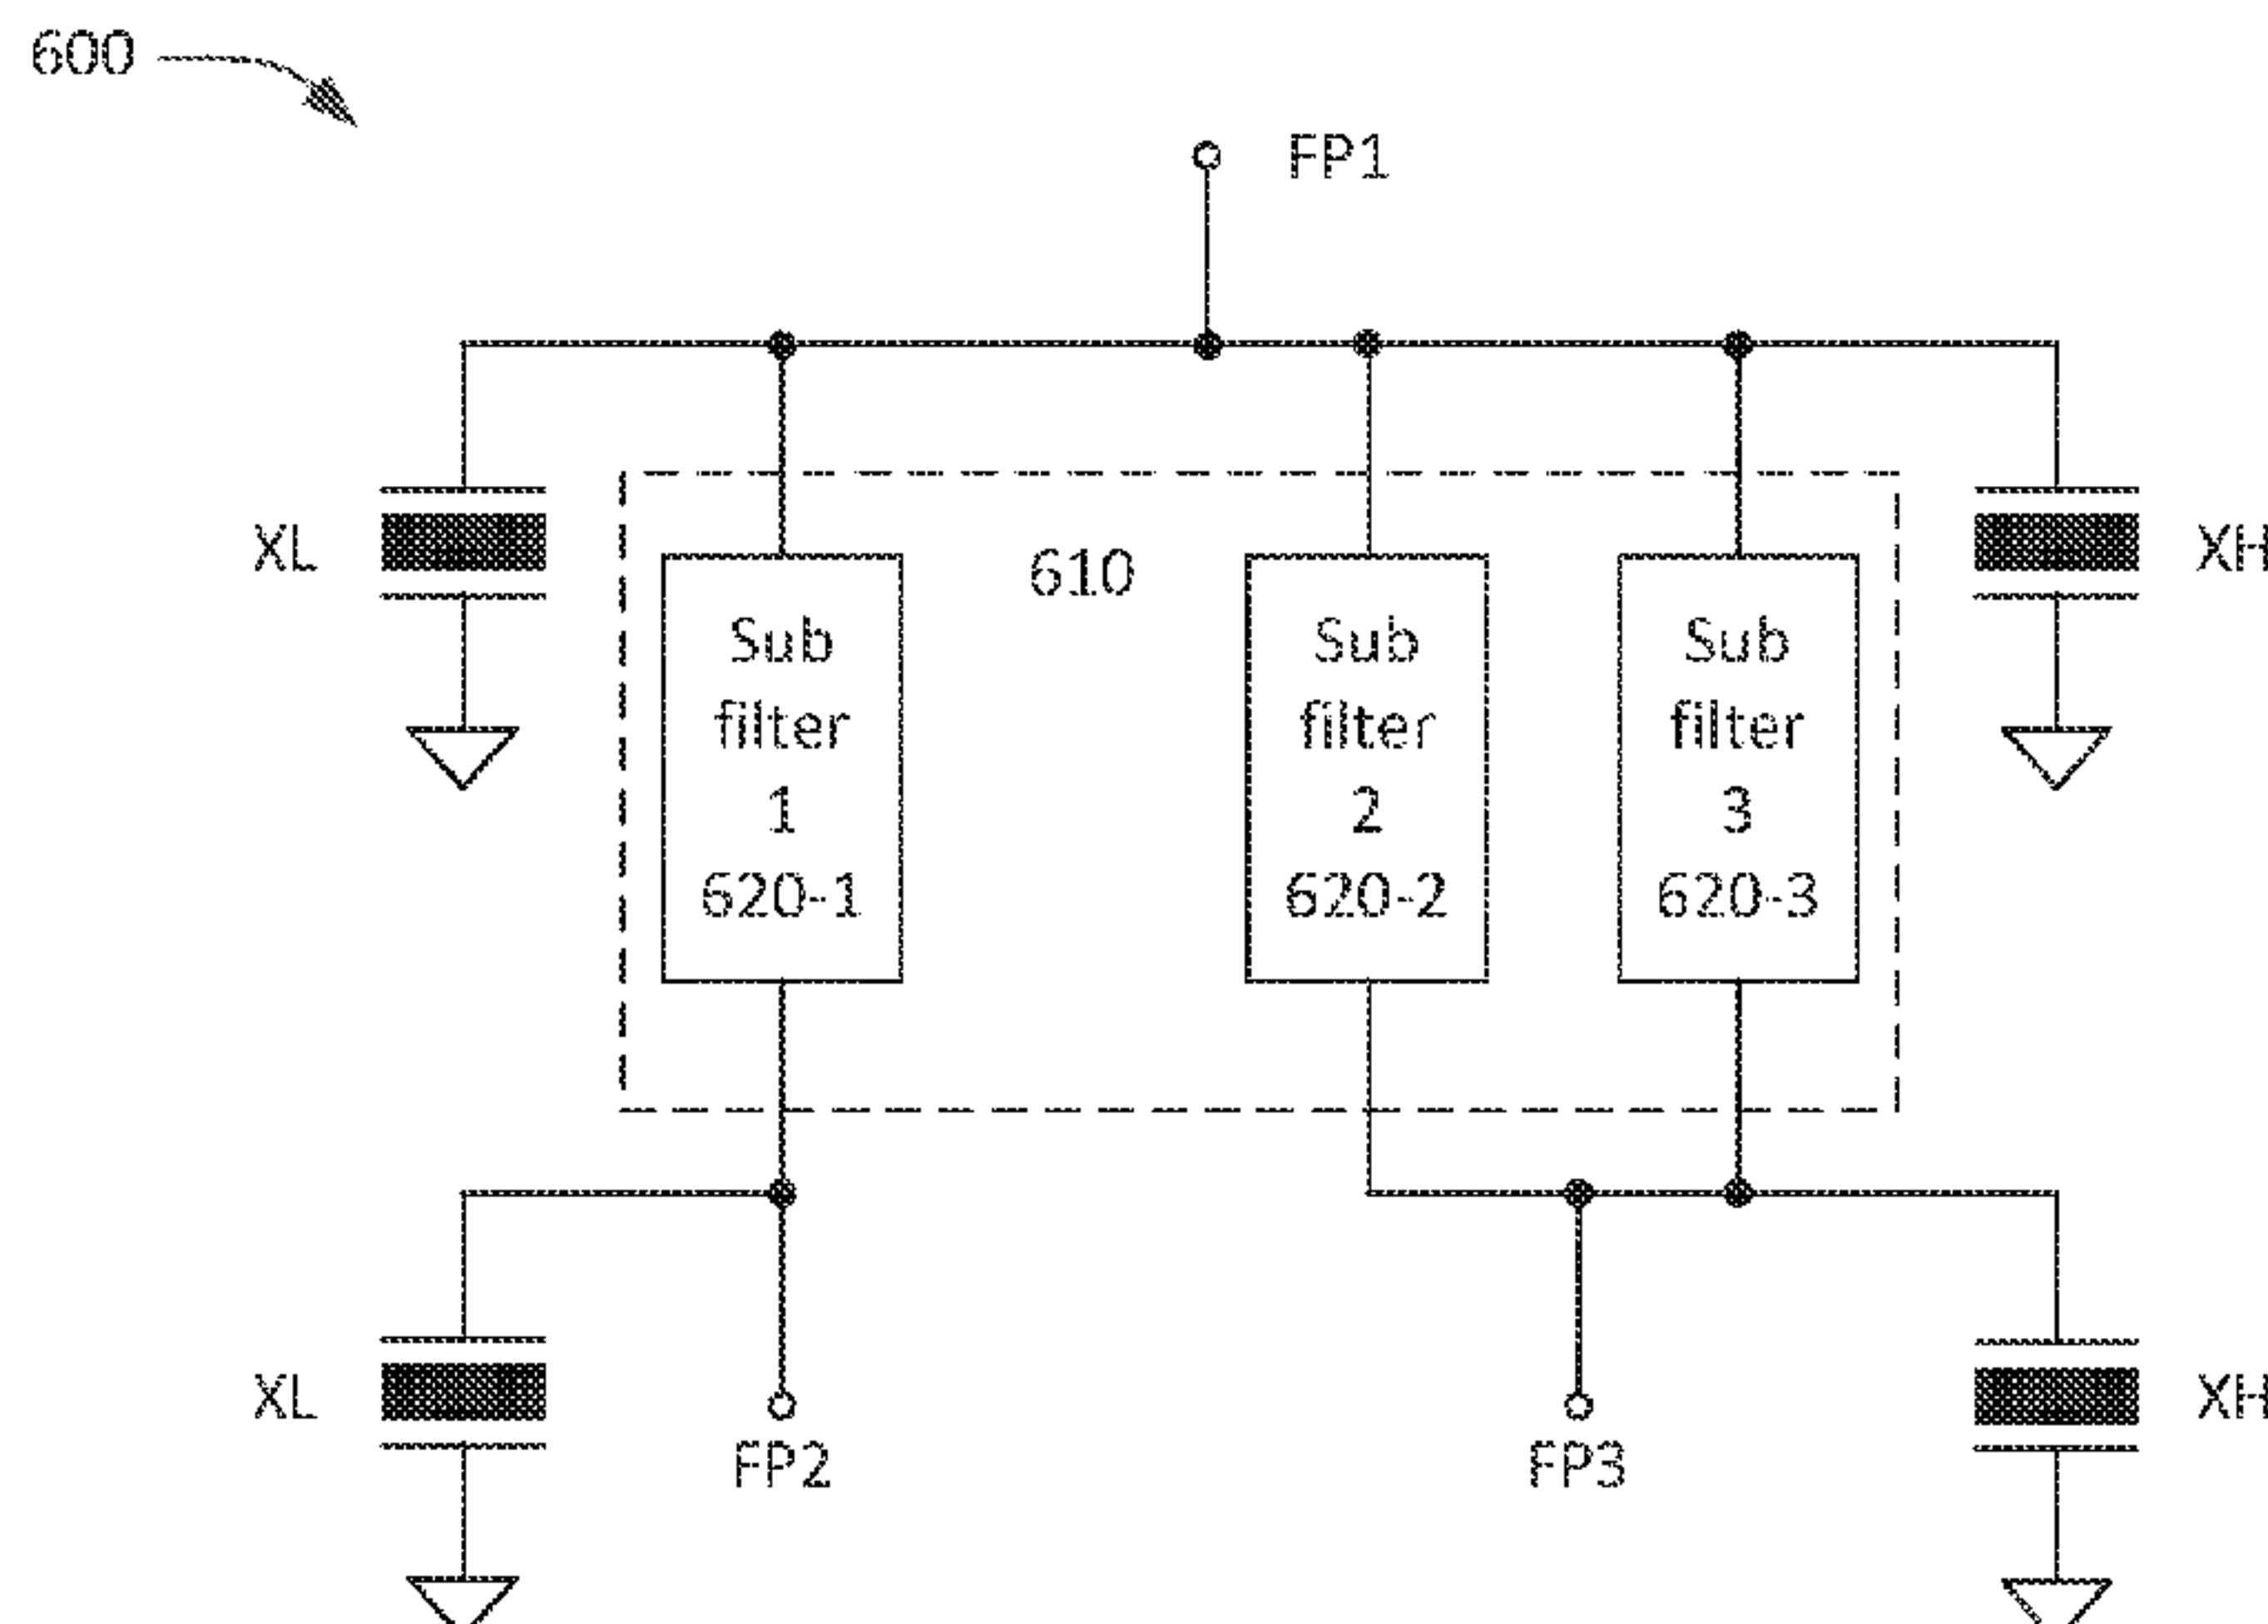 600
FP1
XL
610
XH
Sub
filter
1
620-1
Sub
filter
2
620-2
Sub
filter
3
620-3
XL
XH
FP2
FP3